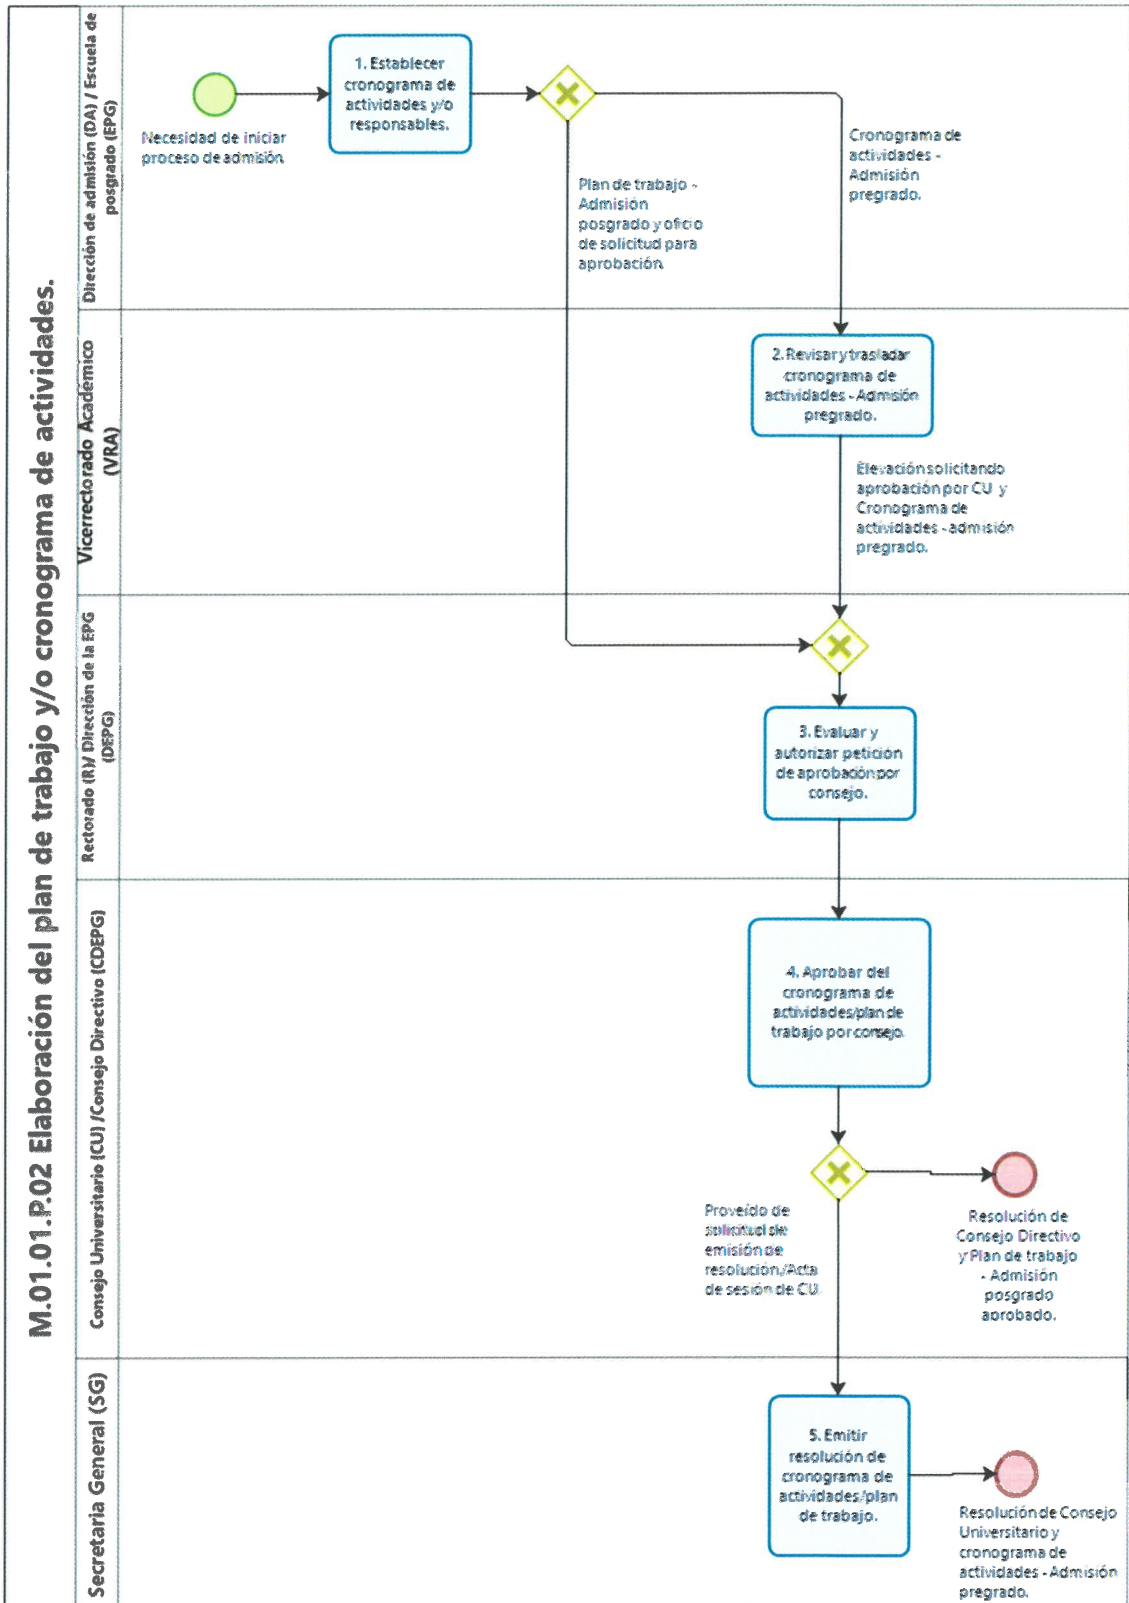 M.01.01.P.02 Elaboración del plan de trabajo y/o cronograma de actividades.
Dirección de admisión (DA) / Escuela de
posgrado (EPG)
Necesidad de iniciar
proceso de admisión.
1. Establecer
cronograma de
actividades y/o
responsables.
Plan de trabajo -
Admisión
posgrado y oficio
de solicitud para
aprobación.
Cronograma de
actividades -
Admisión
pregrado.
Vicerrectorado Académico
(VRA)
2. Revisar y trasladar
cronograma de
actividades - Admisión
pregrado.
Elevación solicitando
aprobación por CU y
Cronograma de
actividades - admisión
pregrado.
Rectorado (R)/ Dirección de la EPG
(DEPG)
3. Evaluar y
autorizar petición
de aprobación por
consejo.
Consejo Universitario (CU) /Consejo Directivo (CDEPG)
4. Aprobar del
cronograma de
actividades/plan de
trabajo por consejo.
Proveído de
solicitud de
emisión de
resolución./Acta
de sesión de CU
Resolución de
Consejo Directivo
y Plan de trabajo
- Admisión
posgrado
aprobado.
Secretaria General (SG)
5. Emitir
resolución de
cronograma de
actividades/plan
de trabajo.
Resolución de Consejo
Universitario y
cronograma de
actividades - Admisión
pregrado.